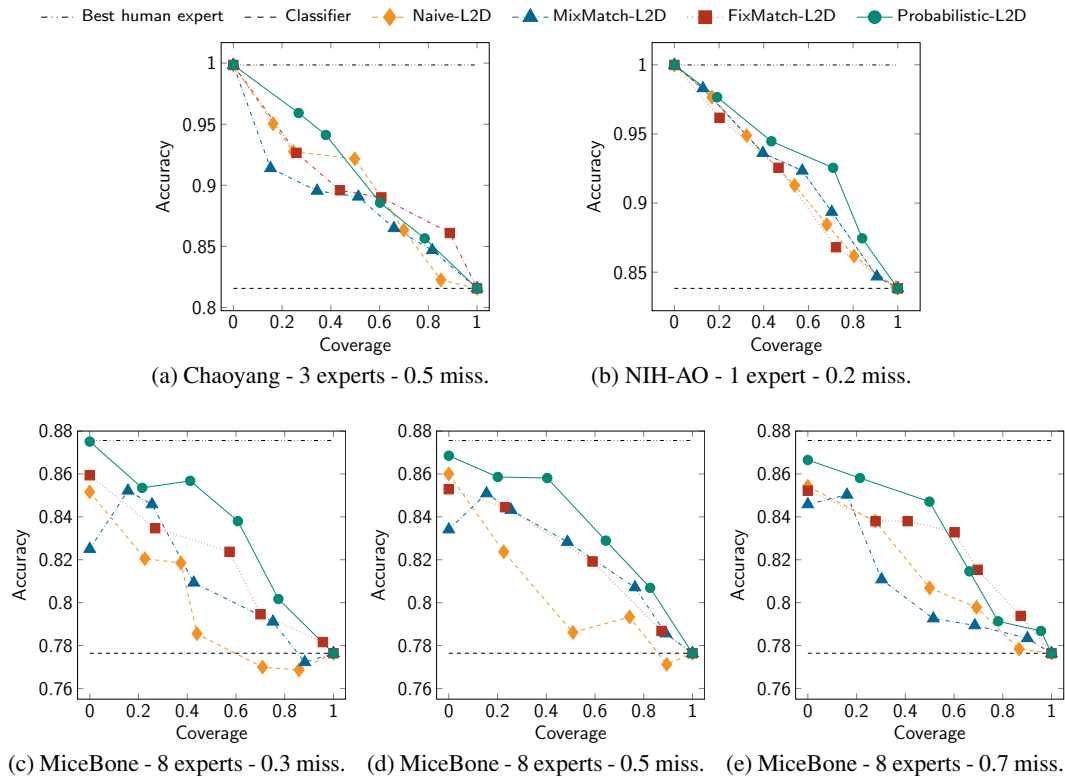 Best human expert Classifier Naive-L2D MixMatch-L2D FixMatch-L2D Probabilistic-L2D
1
0.95
0.9
0.85
0.8
Accuracy
0 0.2 0.4 0.6 0.8 1
Coverage
(a) Chaoyang - 3 experts - 0.5 miss.
1
0.95
0.9
0.85
Accuracy
0 0.2 0.4 0.6 0.8 1
Coverage
(b) NIH-AO - 1 expert - 0.2 miss.
0.88
0.86
0.84
0.82
0.8
0.78
0.76
Accuracy
0 0.2 0.4 0.6 0.8 1
Coverage
(c) MiceBone - 8 experts - 0.3 miss.
0.88
0.86
0.84
0.82
0.8
0.78
0.76
Accuracy
0 0.2 0.4 0.6 0.8 1
Coverage
(d) MiceBone - 8 experts - 0.5 miss.
0.88
0.86
0.84
0.82
0.8
0.78
0.76
Accuracy
0 0.2 0.4 0.6 0.8 1
Coverage
(e) MiceBone - 8 experts - 0.7 miss.